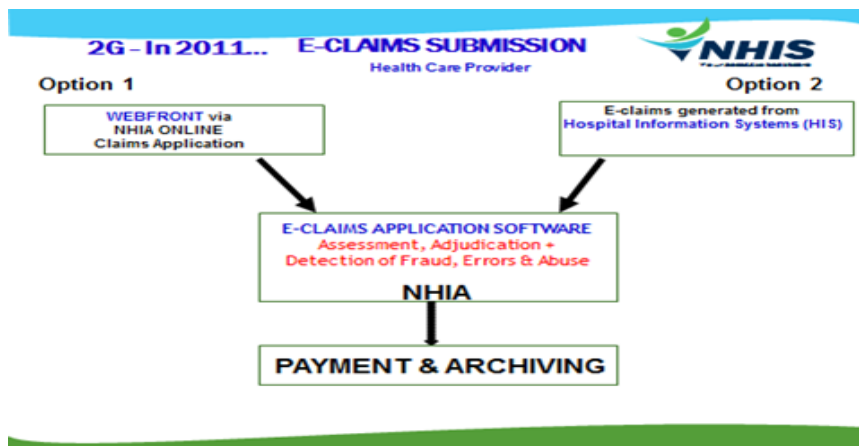 2G - In 2011... E-CLAIMS SUBMISSION
Health Care Provider
NHIS
Option 1
Option 2
WEBFRONT via
NHIA ONLINE
Claims Application
E-claims generated from
Hospital Information Systems (HIS)
E-CLAIMS APPLICATION SOFTWARE
Assessment, Adjudication +
Detection of Fraud, Errors & Abuse
NHIA
PAYMENT & ARCHIVING